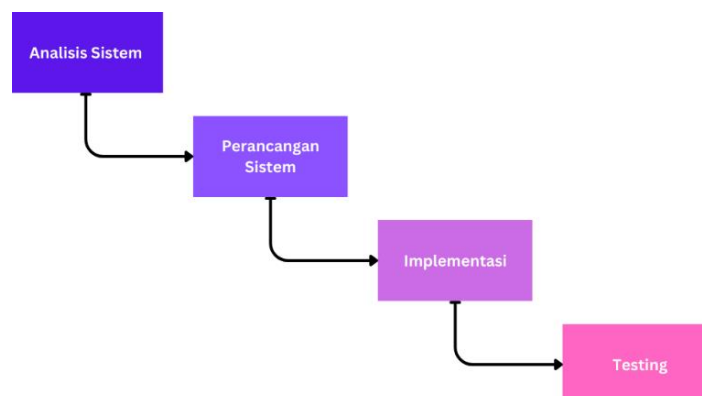 Analisis Sistem
Perancangan
Sistem
Implementasi
Testing